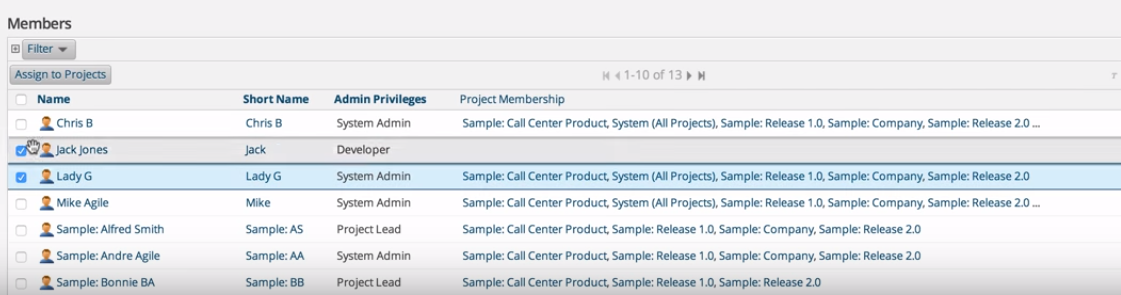 Members
Filter
Assign to Projects
1-10 of 13
Name Short Name Admin Privileges Project Membership
Chris B Chris B System Admin Sample: Call Center Product, System (All Projects), Sample: Release 1.0, Sample: Company, Sample: Release 2.0 ...
Jack Jones Jack Developer
Lady G Lady G System Admin Sample: Call Center Product, System (All Projects), Sample: Release 1.0, Sample: Company, Sample: Release 2.0
Mike Agile Mike System Admin Sample: Call Center Product, System (All Projects), Sample: Release 1.0, Sample: Company, Sample: Release 2.0 ...
Sample: Alfred Smith Sample: AS Project Lead Sample: Call Center Product, Sample: Release 1.0, Sample: Company, Sample: Release 2.0
Sample: Andre Agile Sample: AA System Admin Sample: Call Center Product, Sample: Release 1.0, Sample: Company, Sample: Release 2.0
Sample: Bonnie BA Sample: BB Project Lead Sample: Call Center Product, Sample: Release 1.0, Sample: Release 2.0